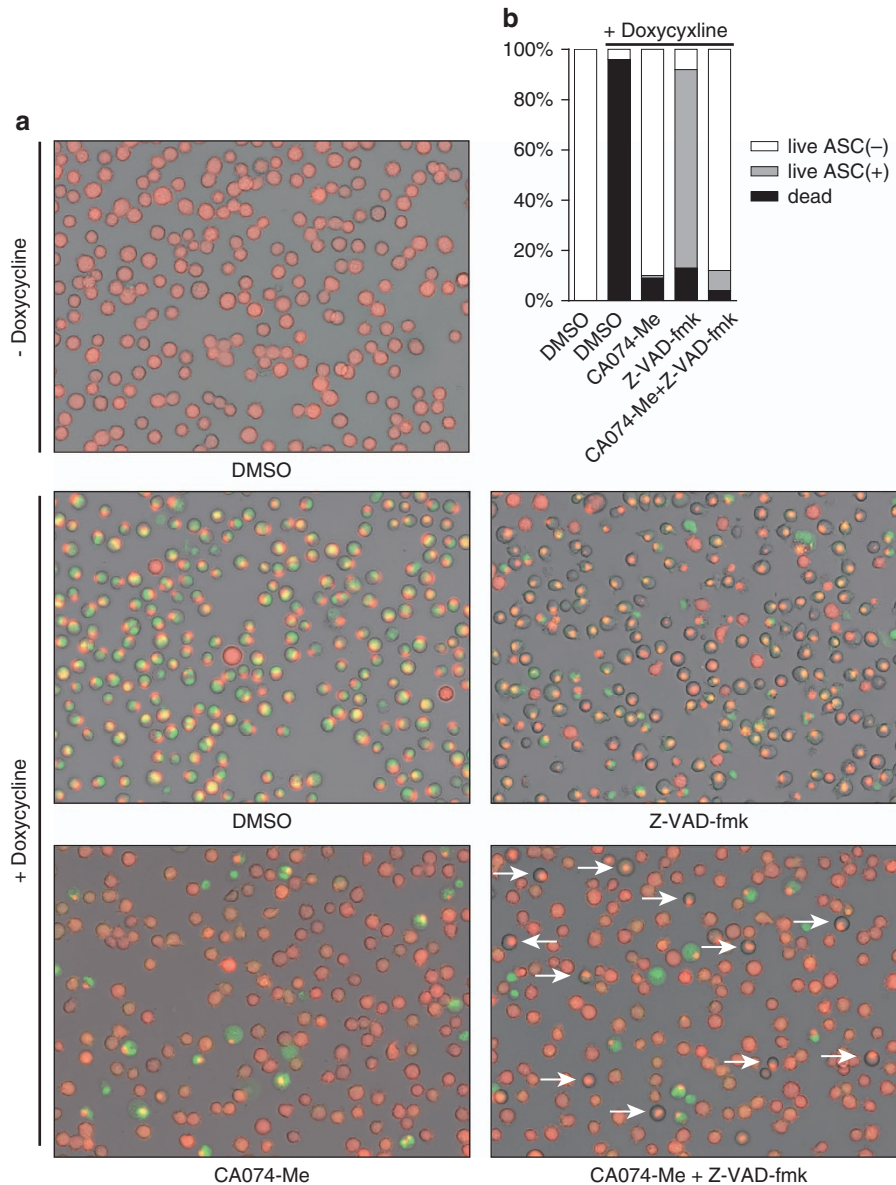 b
+ Doxycyxline
100%
80%
60%
40%
20%
0%
DMSO
DMSO
CA074-Me
Z-VAD-fmk
CA074-Me+Z-VAD-fmk
live ASC(–)
live ASC(+)
dead
a
- Doxycycline
DMSO
+ Doxycycline
DMSO
Z-VAD-fmk
CA074-Me
CA074-Me + Z-VAD-fmk